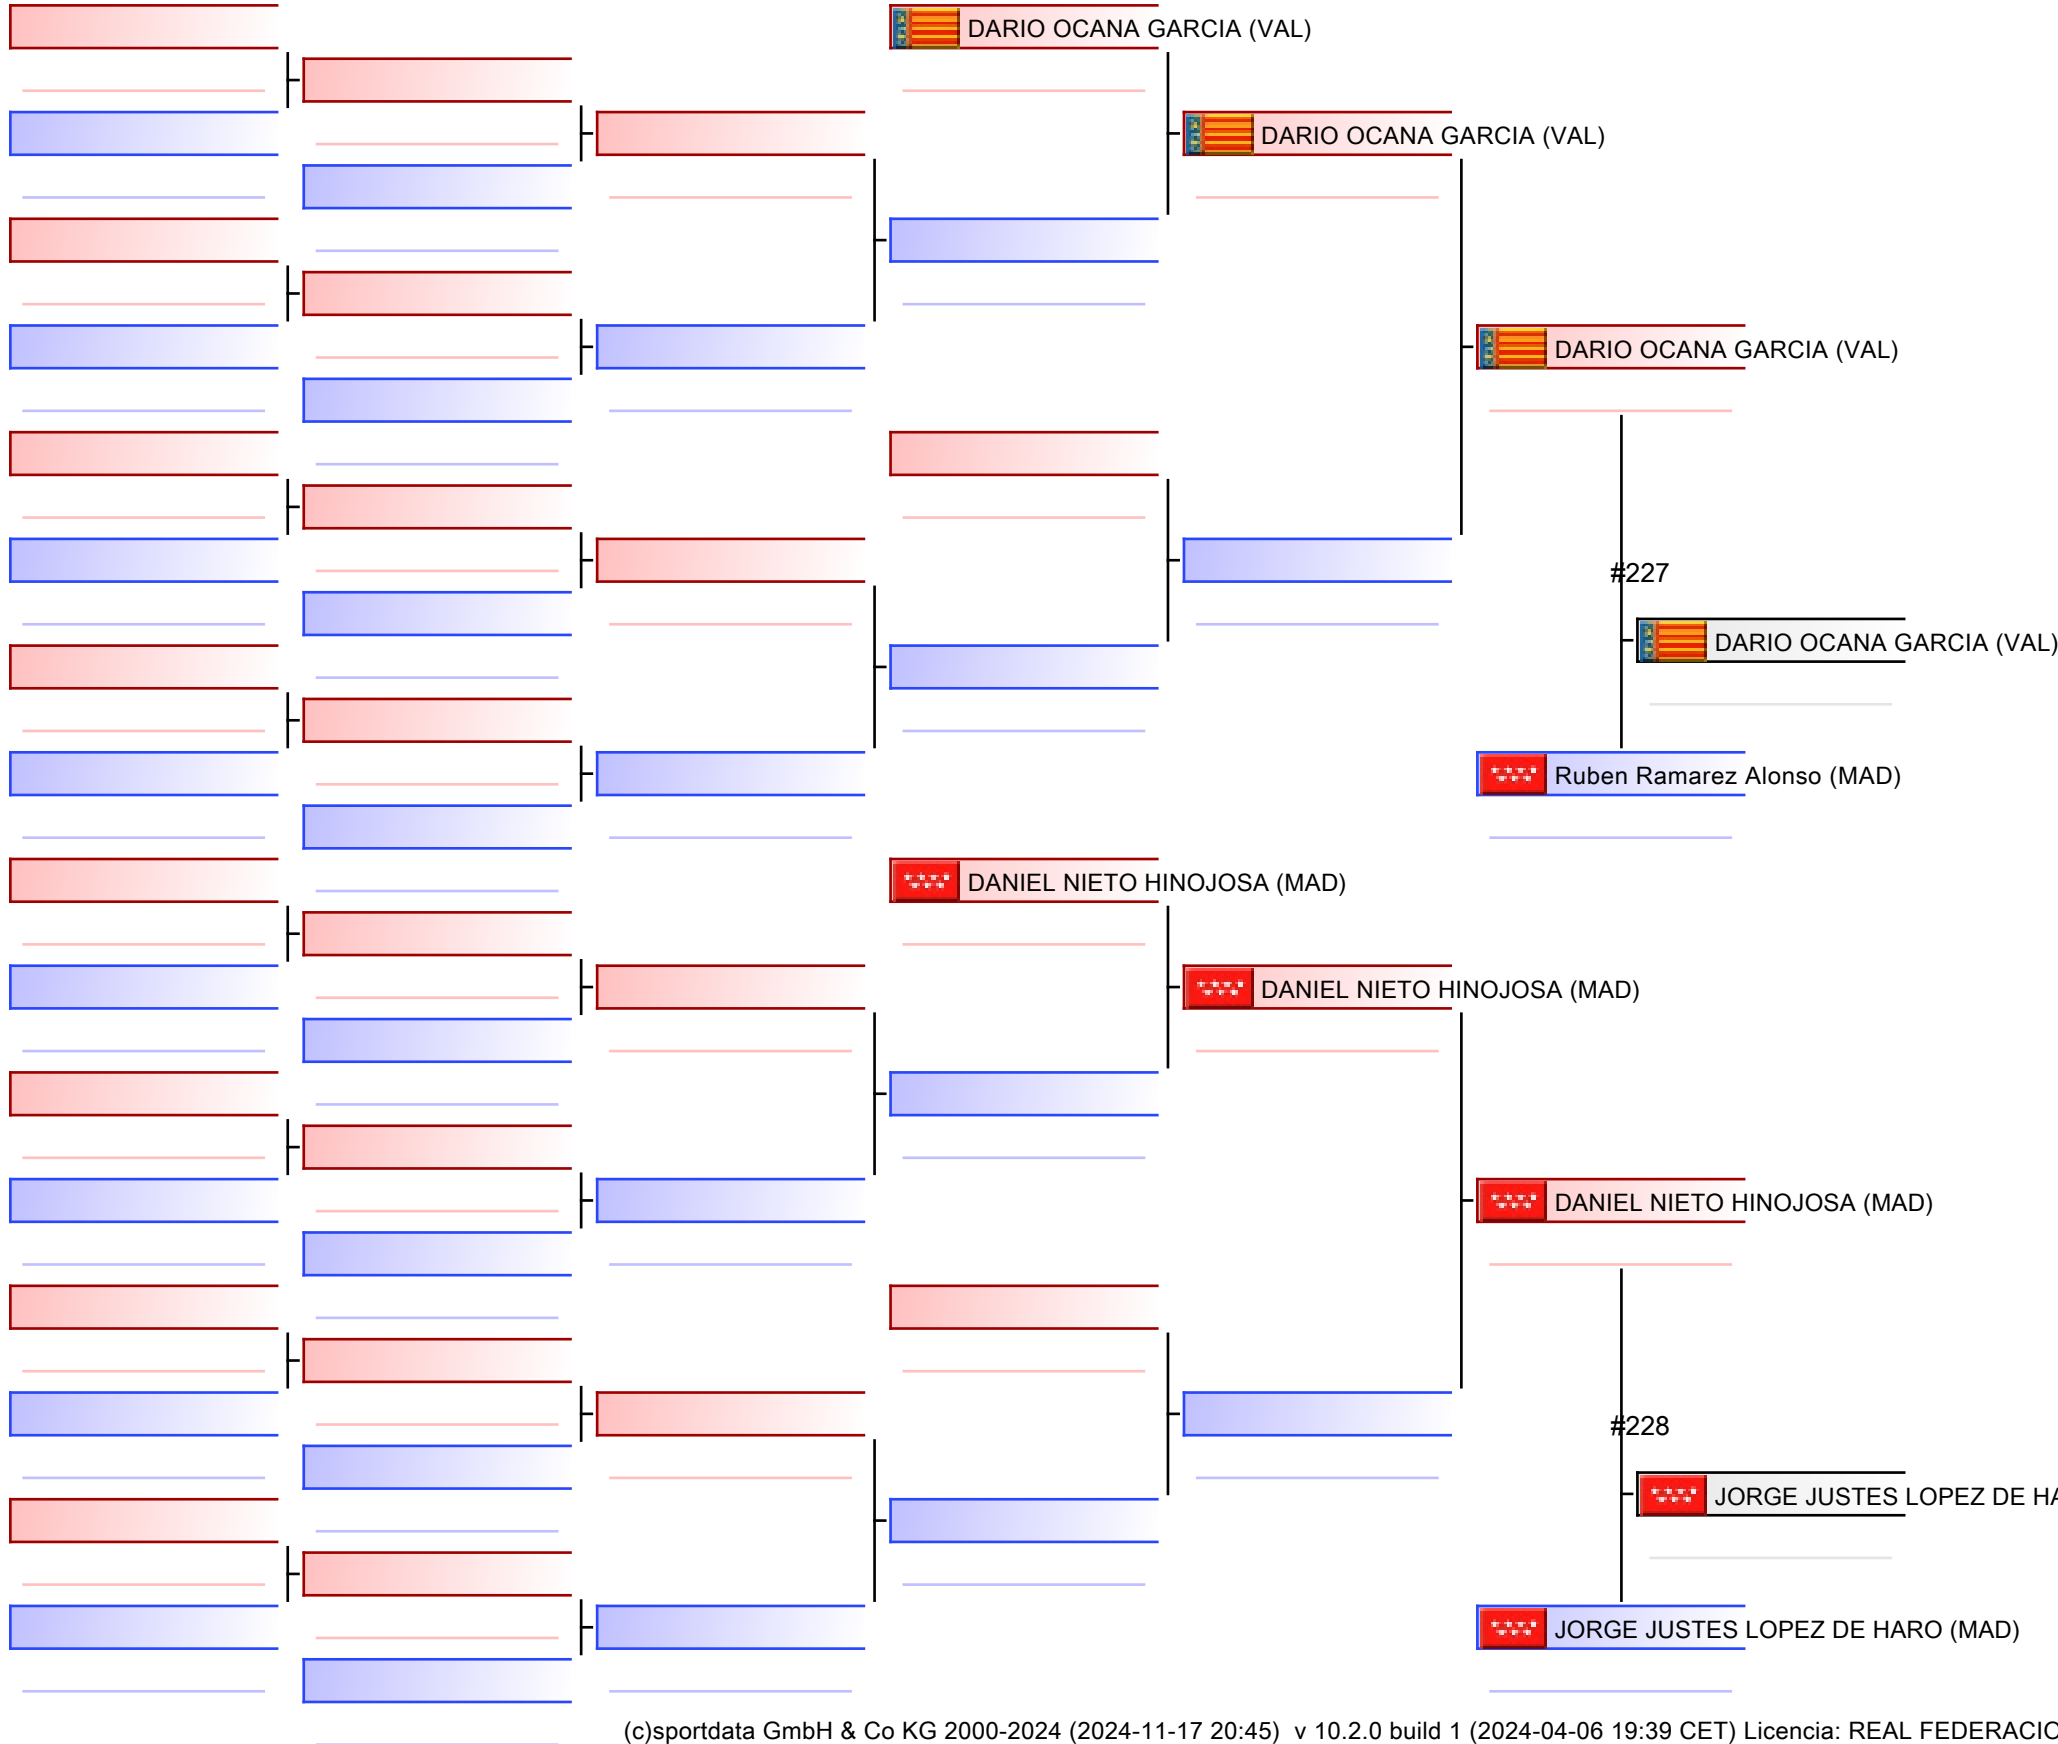 DARIO OCANA GARCIA (VAL)
DARIO OCANA GARCIA (VAL)
DARIO OCANA GARCIA (VAL)
#227
DARIO OCANA GARCIA (VAL)
Ruben Ramarez Alonso (MAD)
DANIEL NIETO HINOJOSA (MAD)
DANIEL NIETO HINOJOSA (MAD)
DANIEL NIETO HINOJOSA (MAD)
#228
JORGE JUSTES LOPEZ DE HA
JORGE JUSTES LOPEZ DE HARO (MAD)
(c)sportdata GmbH & Co KG 2000-2024 (2024-11-17 20:45) v 10.2.0 build 1 (2024-04-06 19:39 CET) Licencia: REAL FEDERACIO